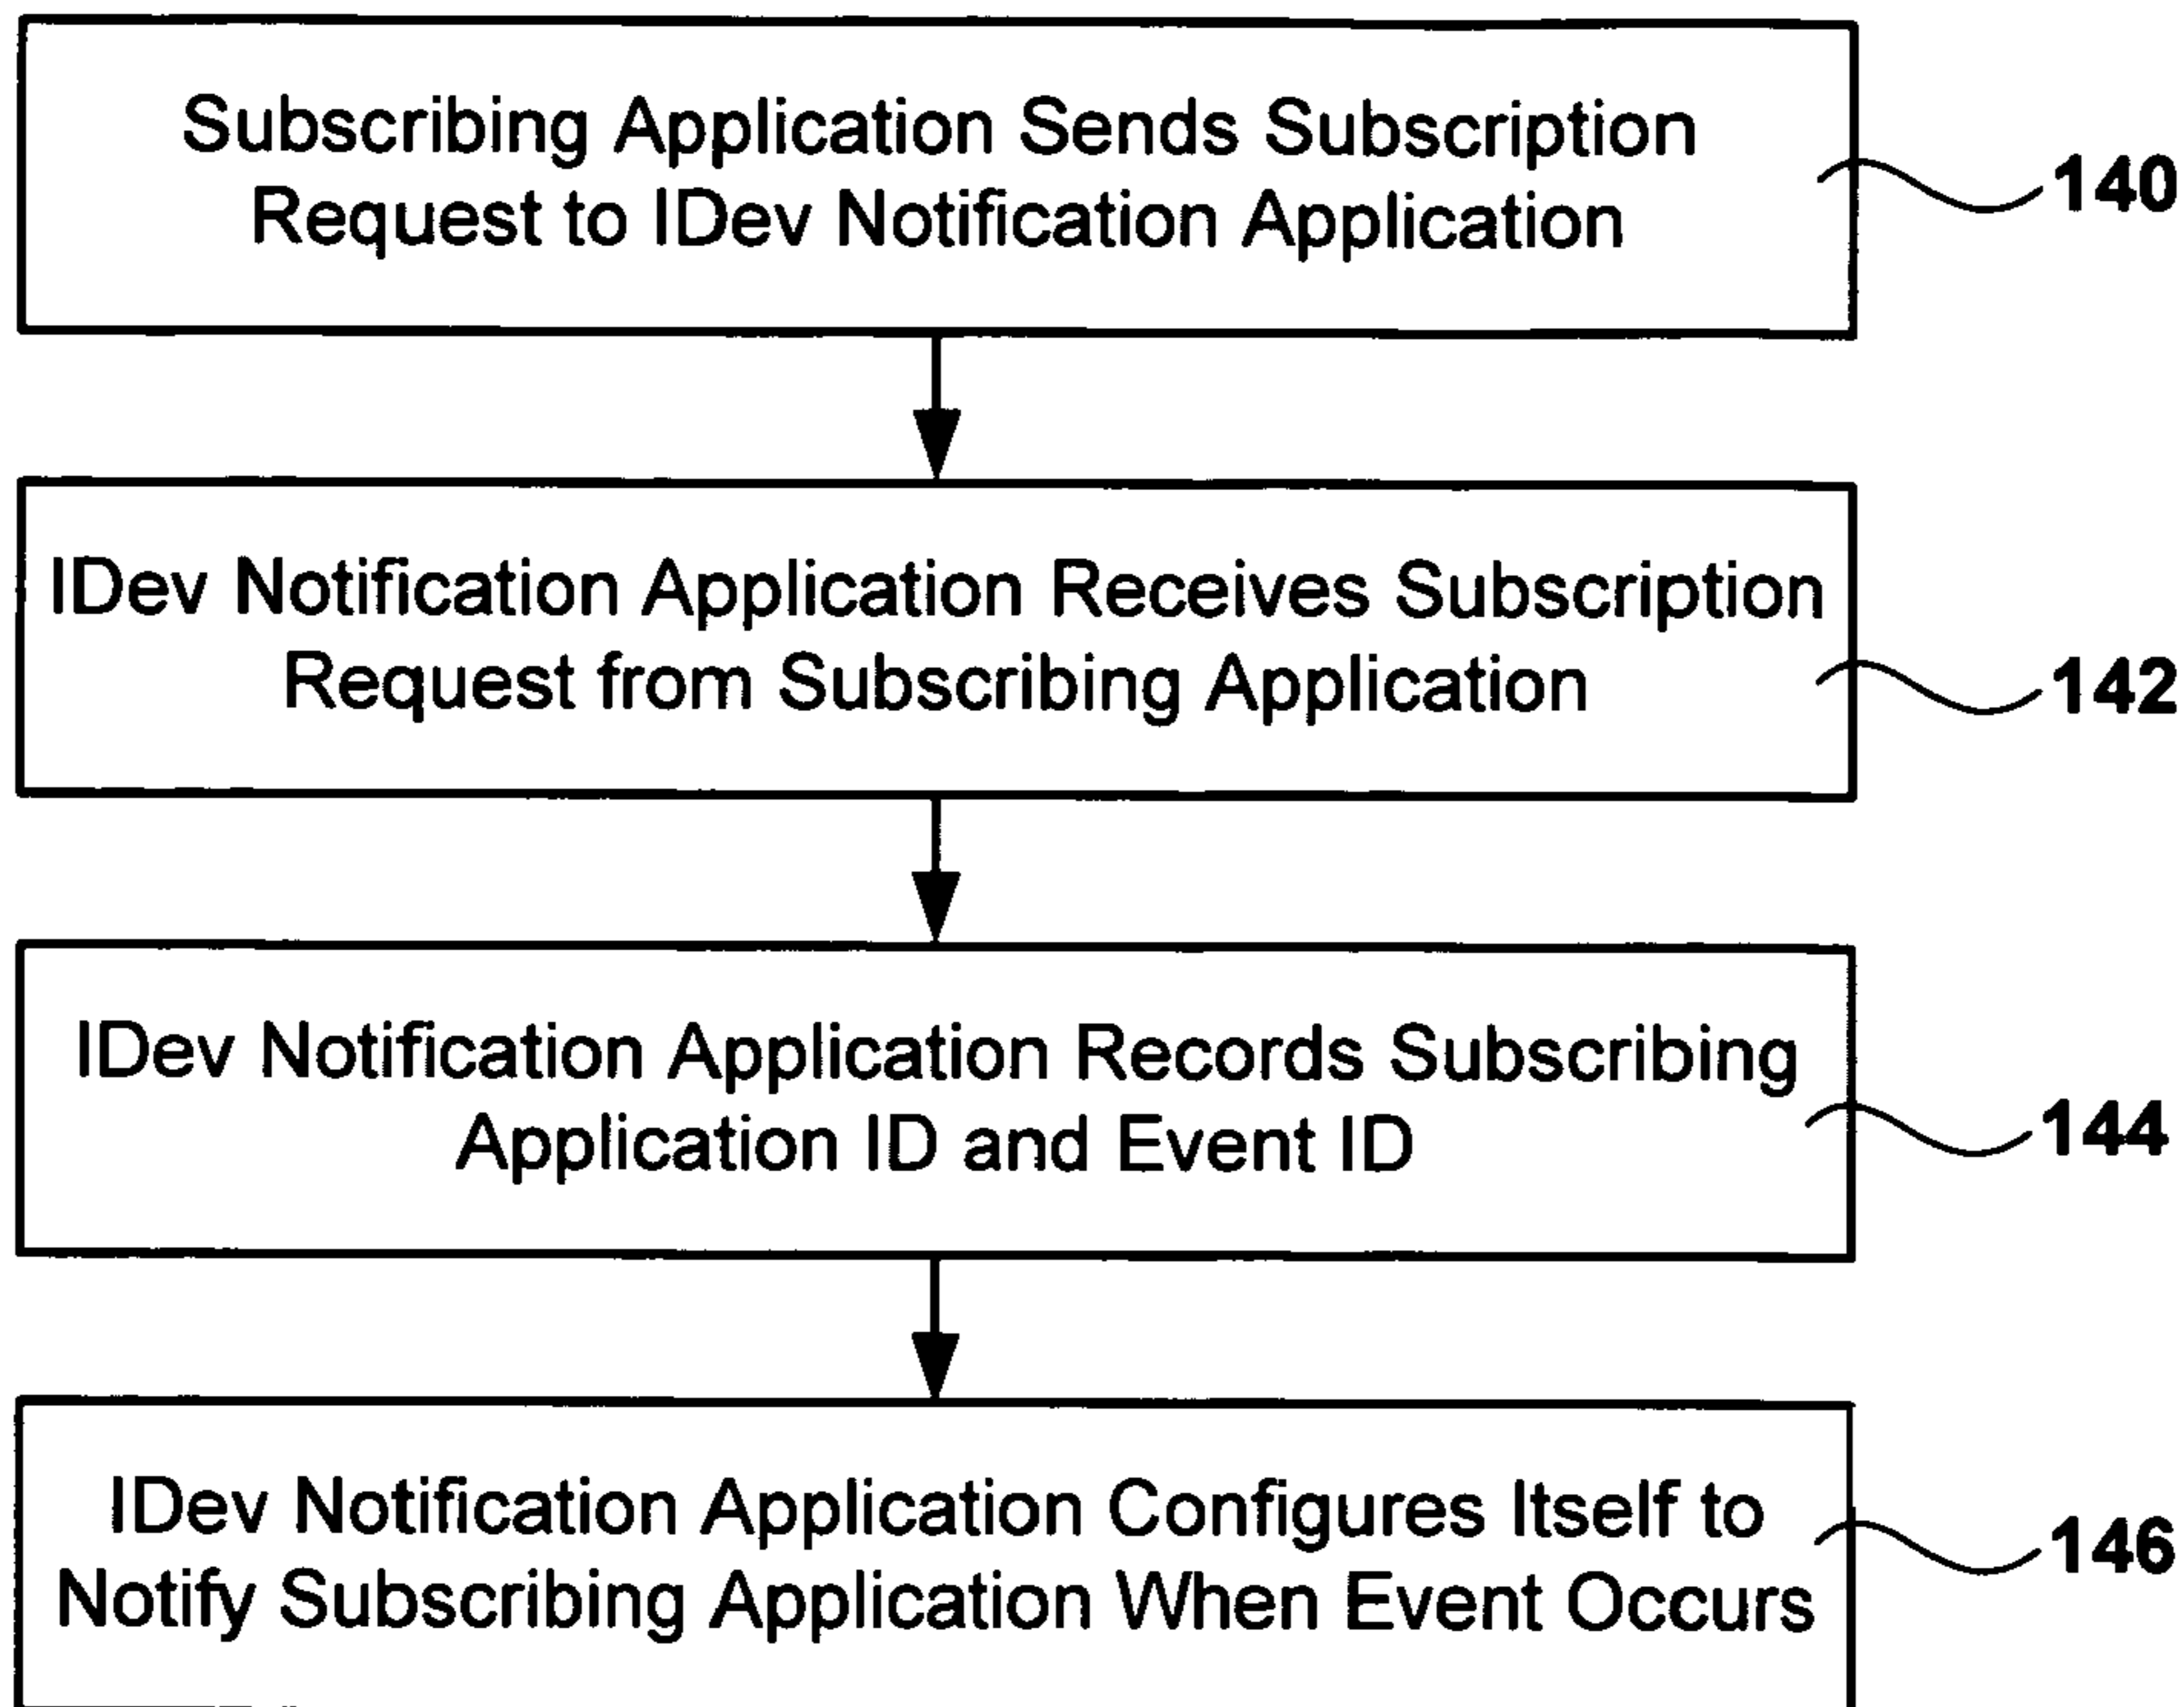 Subscribing Application Sends Subscription
Request to IDev Notification Application
140
IDev Notification Application Receives Subscription
Request from Subscribing Application
142
IDev Notification Application Records Subscribing
Application ID and Event ID
144
IDev Notification Application Configures Itself to
Notify Subscribing Application When Event Occurs
146